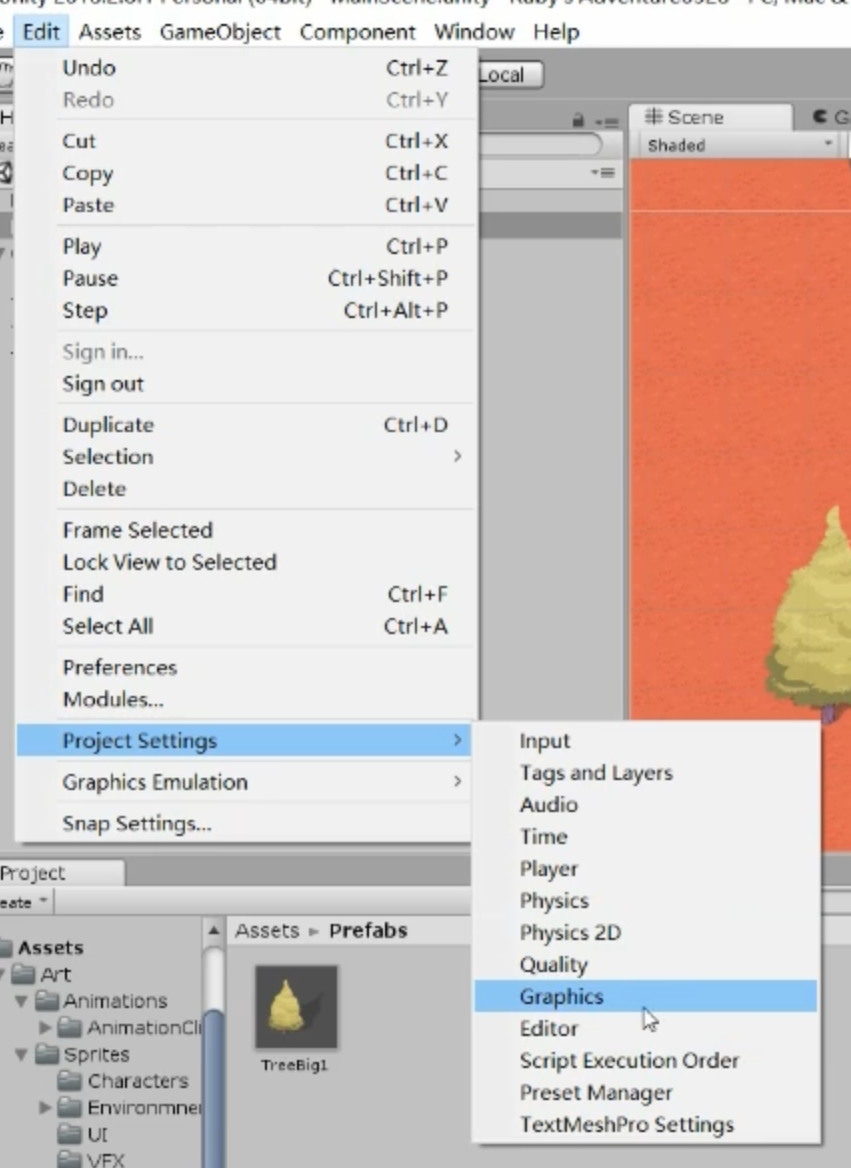 Edit Assets GameObject Component Window Help
Undo Ctrl+Z
Redo Ctrl+Y
Cut Ctrl+X
Copy Ctrl+C
Paste Ctrl+V
Play Ctrl+P
Pause Ctrl+Shift+P
Step Ctrl+Alt+P
Sign in...
Sign out
Duplicate Ctrl+D
Selection
Delete
Frame Selected
Lock View to Selected
Find Ctrl+F
Select All Ctrl+A
Preferences
Modules...
Project Settings
Graphics Emulation
Snap Settings...
Local
Scene
Shaded
Input
Tags and Layers
Audio
Time
Player
Physics
Physics 2D
Quality
Graphics
Editor
Script Execution Order
Preset Manager
TextMeshPro Settings
Project
eate
Assets
Art
Animations
AnimationCli
Sprites
Characters
Environmne
UI
VFX
Assets Prefabs
TreeBig1